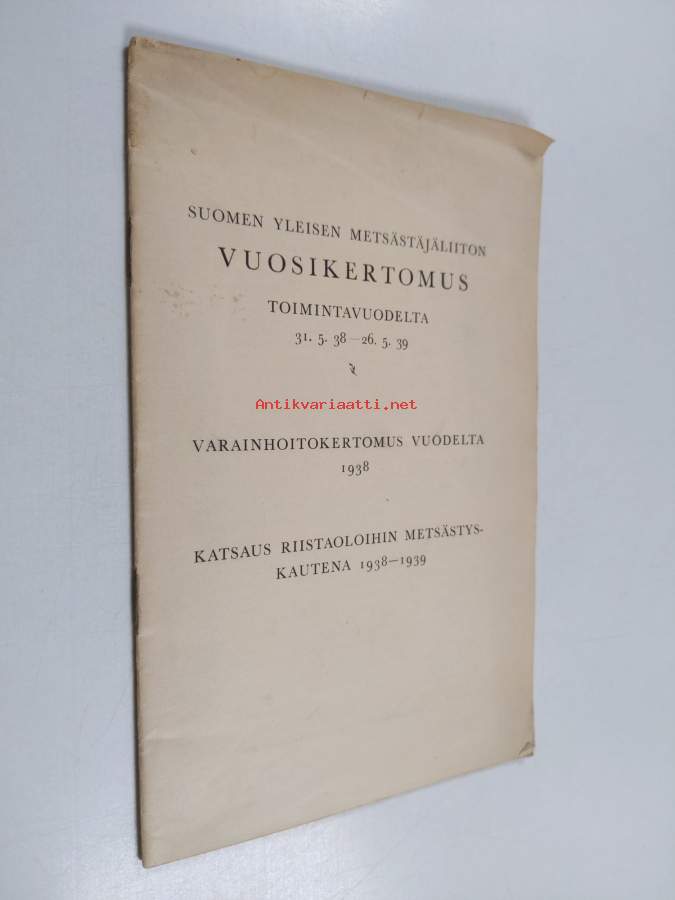 SUOMEN YLEISEN METSÄSTÄJÄLIITON
VUOSIKERTOMUS
TOIMINTAVUODELTA
31. 5. 38—26. 5. 39
Antikvariaatti.net
VARAINHOITOKERTOMUS VUODELTA
1938
KATSAUS RIISTAOLOIHIN METSÄSTYS-
KAUTENA 1938—1939